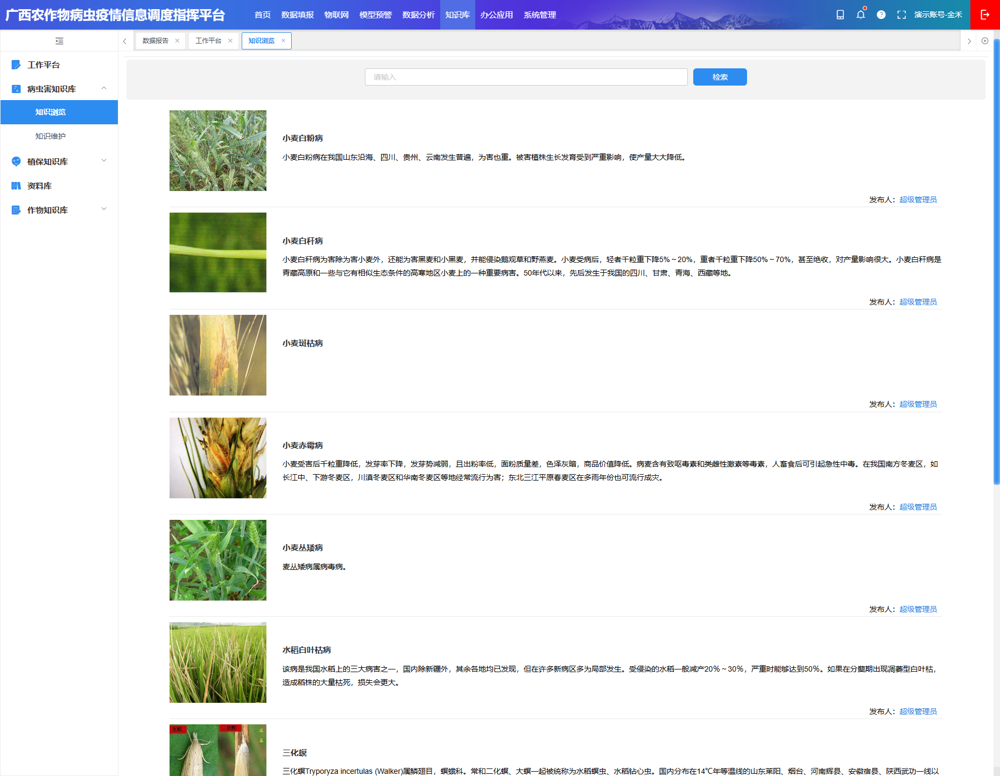 广西农作物病虫疫情信息调度指挥平台
首页 数据填报 物联网 模型预警 数据分析 知识库 办公应用 系统管理
演示账号-金禾
数据报告 × 工作平台 × 知识浏览 ×
工作平台
病虫害知识库
知识浏览
知识维护
植保知识库
资料库
作物知识库
请输入 检索
小麦白粉病
小麦白粉病在我国山东沿海、四川、贵州、云南发生普遍，为害也重。被害植株生长发育受到严重影响，使产量大大降低。
发布人：超级管理员
小麦白秆病
小麦白秆病为害除为害小麦外，还能为害黑麦和小黑麦，并能侵染鹅观草和野燕麦。小麦受病后，轻者千粒重下降5%～20%，重者千粒重下降50%～70%，甚至绝收，对产量影响很大。小麦白秆病是
青藏高原和一些与它有相似生态条件的高寒地区小麦上的一种重要病害。50年代以来，先后发生于我国的四川、甘肃、青海、西藏等地。
发布人：超级管理员
小麦斑枯病
发布人：超级管理员
小麦赤霉病
小麦受害后千粒重降低，发芽率下降，发芽势减弱，且出粉率低，面粉质量差，色泽灰暗，商品价值降低。病麦含有致呕毒素和类雌性激素等毒素，人畜食后可引起急性中毒。在我国南方冬麦区，如
长江中、下游冬麦区，川滇冬麦区和华南冬麦区等地经常流行为害；东北三江平原春麦区在多雨年份也可流行成灾。
发布人：超级管理员
小麦丛矮病
麦丛矮病属病毒病。
发布人：超级管理员
水稻白叶枯病
该病是我国水稻上的三大病害之一，国内除新疆外，其余各地均已发现，但在许多新病区多为局部发生。受侵染的水稻一般减产20%～30%，严重时能够达到50%。如果在分蘖期出现凋萎型白叶枯，
造成稻株的大量枯死，损失会更大。
发布人：超级管理员
成虫
三化螟
三化螟Tryporyza incertulas (Walker)属鳞翅目，螟蛾科。常和二化螟、大螟一起被统称为水稻螟虫、水稻钻心虫。国内分布在14℃年等温线的山东莱阳、烟台、河南辉县、安徽宿县、陕西武功一线以